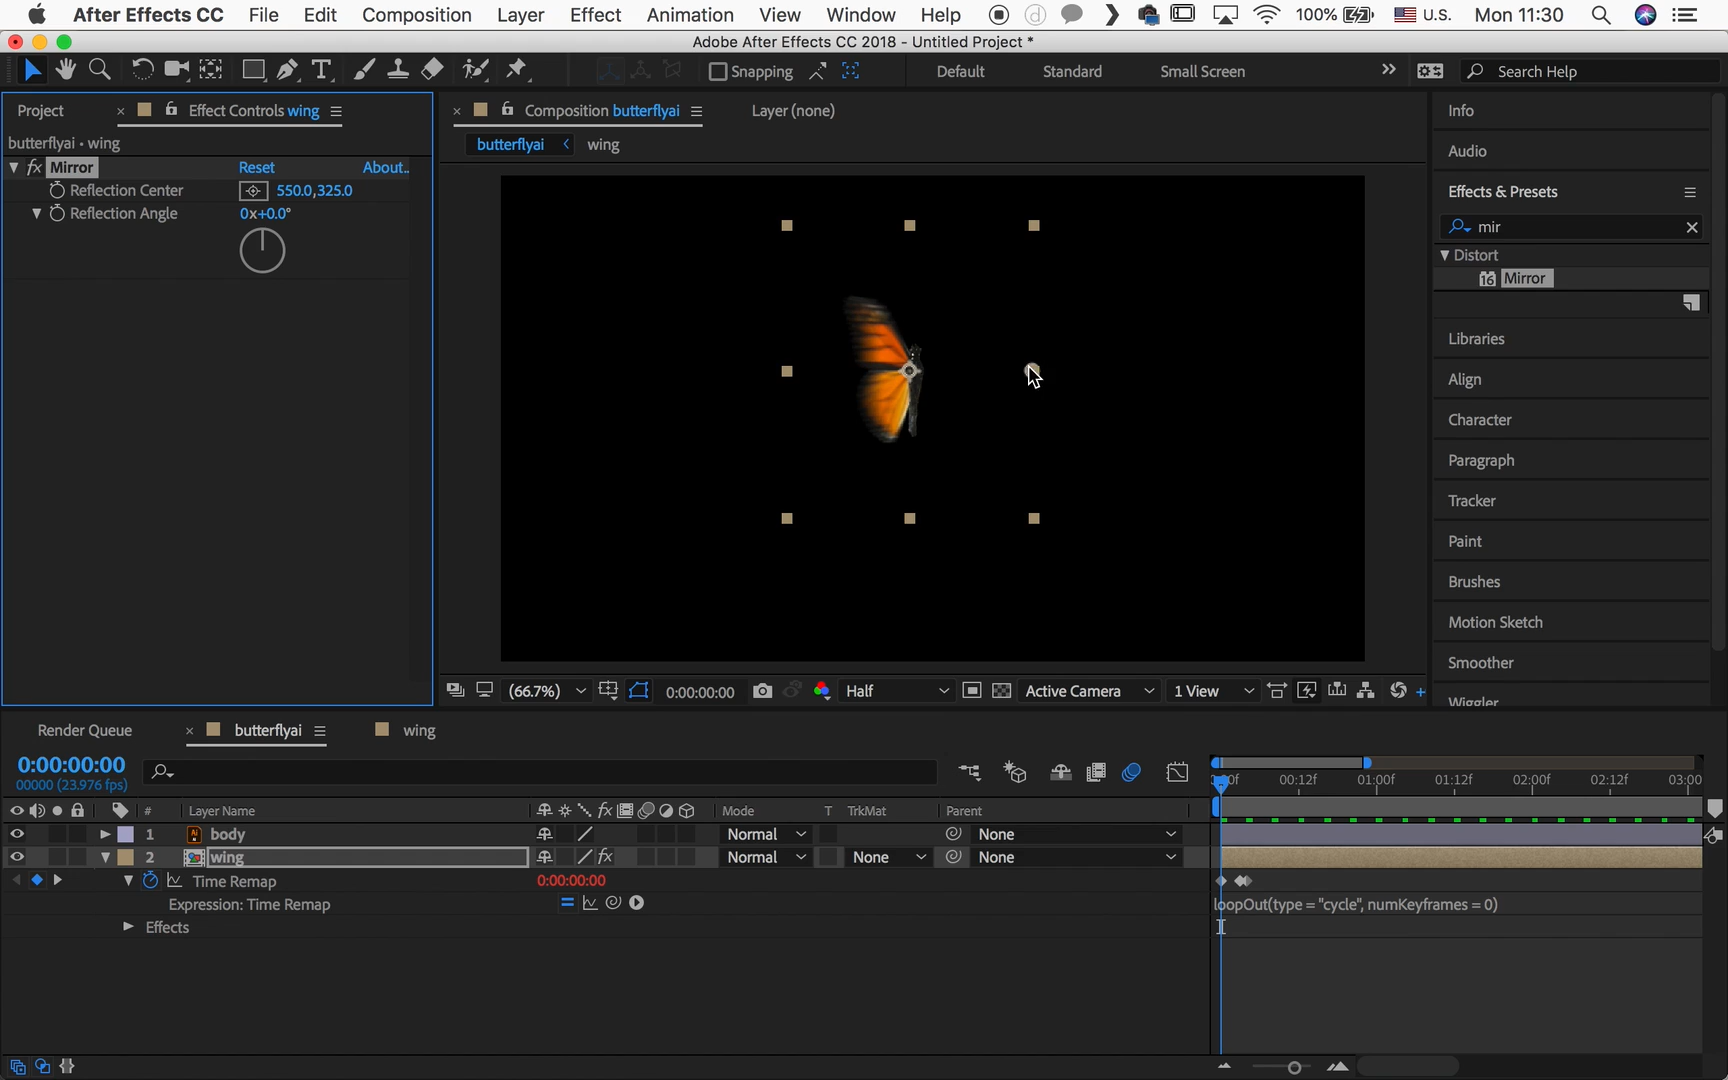 After Effects CC File Edit Composition Layer Effect Animation View Window Help 100% U.S. Mon 11:30
Adobe After Effects CC 2018 - Untitled Project *
Snapping Default Standard Small Screen Search Help
Project Effect Controls wing Composition butterflyai Layer (none) Info
butterflyai • wing butterflyai wing
fx Mirror Reset About..
Reflection Center 550.0,325.0
Reflection Angle 0x+0.0°
Audio
Effects & Presets
mir
Distort
16 Mirror
Libraries
Align
Character
Paragraph
Tracker
Paint
Brushes
Motion Sketch
Smoother
Wiggler
(66.7%) 0:00:00:00 Half Active Camera 1 View
Render Queue butterflyai wing
0:00:00:00
00000 (23.976 fps)
00:12f 01:00f 01:12f 02:00f 02:12f 03:00
# Layer Name fx Mode T TrkMat Parent
1 Ai body Normal None
2 wing fx Normal None None
Time Remap 0:00:00:00
Expression: Time Remap loopOut(type = "cycle", numKeyframes = 0)
Effects